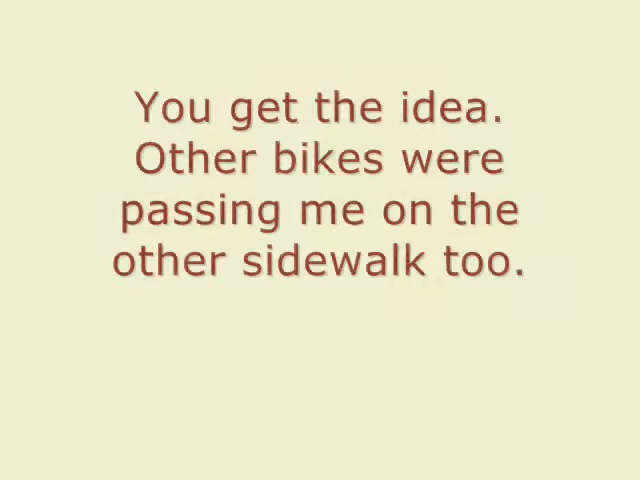 You get the idea.
Other bikes were
passing me on the
other sidewalk too.